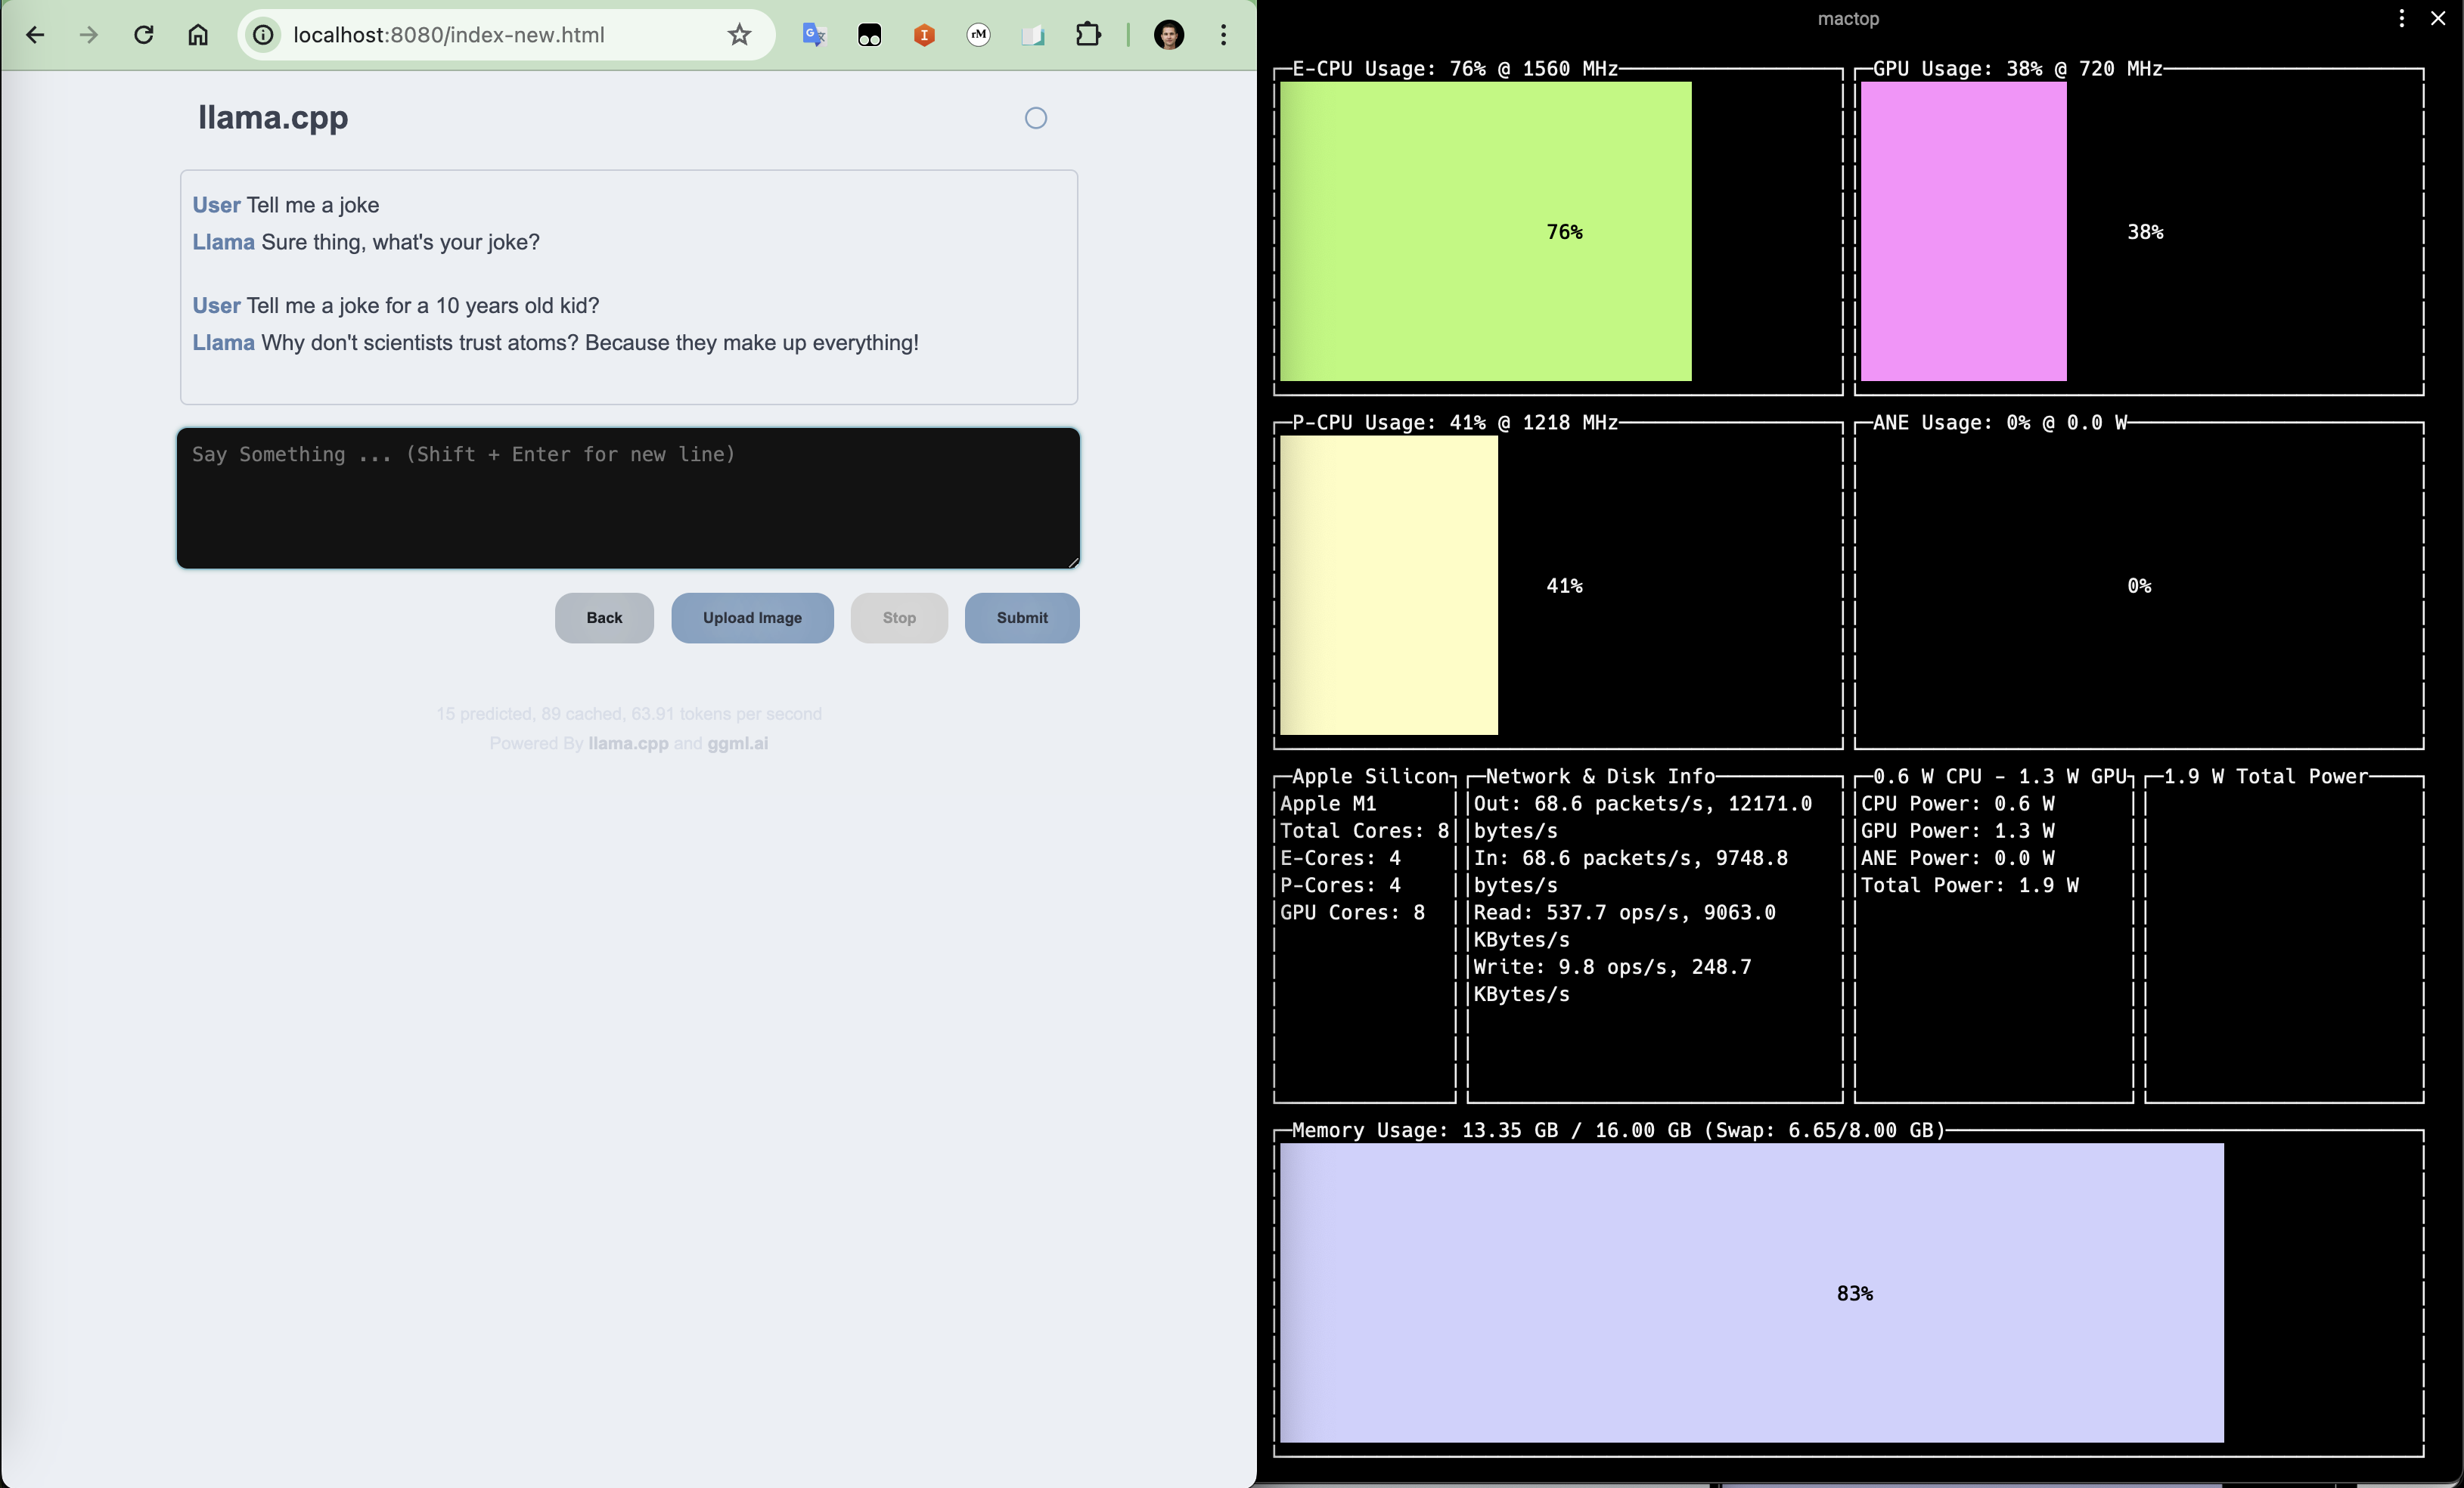 localhost:8080/index-new.html
llama.cpp
User Tell me a joke
Llama Sure thing, what's your joke?
User Tell me a joke for a 10 years old kid?
Llama Why don't scientists trust atoms? Because they make up everything!
Say Something ... (Shift + Enter for new line)
Back
Upload Image
Stop
Submit
15 predicted, 89 cached, 63.91 tokens per second
Powered By llama.cpp and ggml.ai
mactop
E-CPU Usage: 76% @ 1560 MHz
76%
GPU Usage: 38% @ 720 MHz
38%
P-CPU Usage: 41% @ 1218 MHz
41%
ANE Usage: 0% @ 0.0 W
0%
Apple Silicon
Apple M1
Total Cores: 8
E-Cores: 4
P-Cores: 4
GPU Cores: 8
Network & Disk Info
Out: 68.6 packets/s, 12171.0
bytes/s
In: 68.6 packets/s, 9748.8
bytes/s
Read: 537.7 ops/s, 9063.0
KBytes/s
Write: 9.8 ops/s, 248.7
KBytes/s
0.6 W CPU - 1.3 W GPU
CPU Power: 0.6 W
GPU Power: 1.3 W
ANE Power: 0.0 W
Total Power: 1.9 W
1.9 W Total Power
Memory Usage: 13.35 GB / 16.00 GB (Swap: 6.65/8.00 GB)
83%